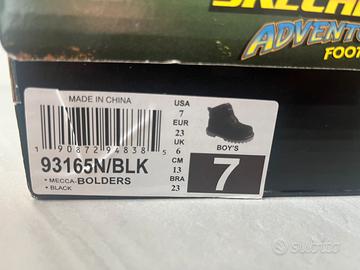 SKECHERS
ADVENTU
FOOT
MADE IN CHINA
1 90872 94838 5
93165N/BLK
• MECCA-BOLDERS
• BLACK
USA
7
EUR
23
UK
6
CM
13
BRA
23
BOY'S
7
subito